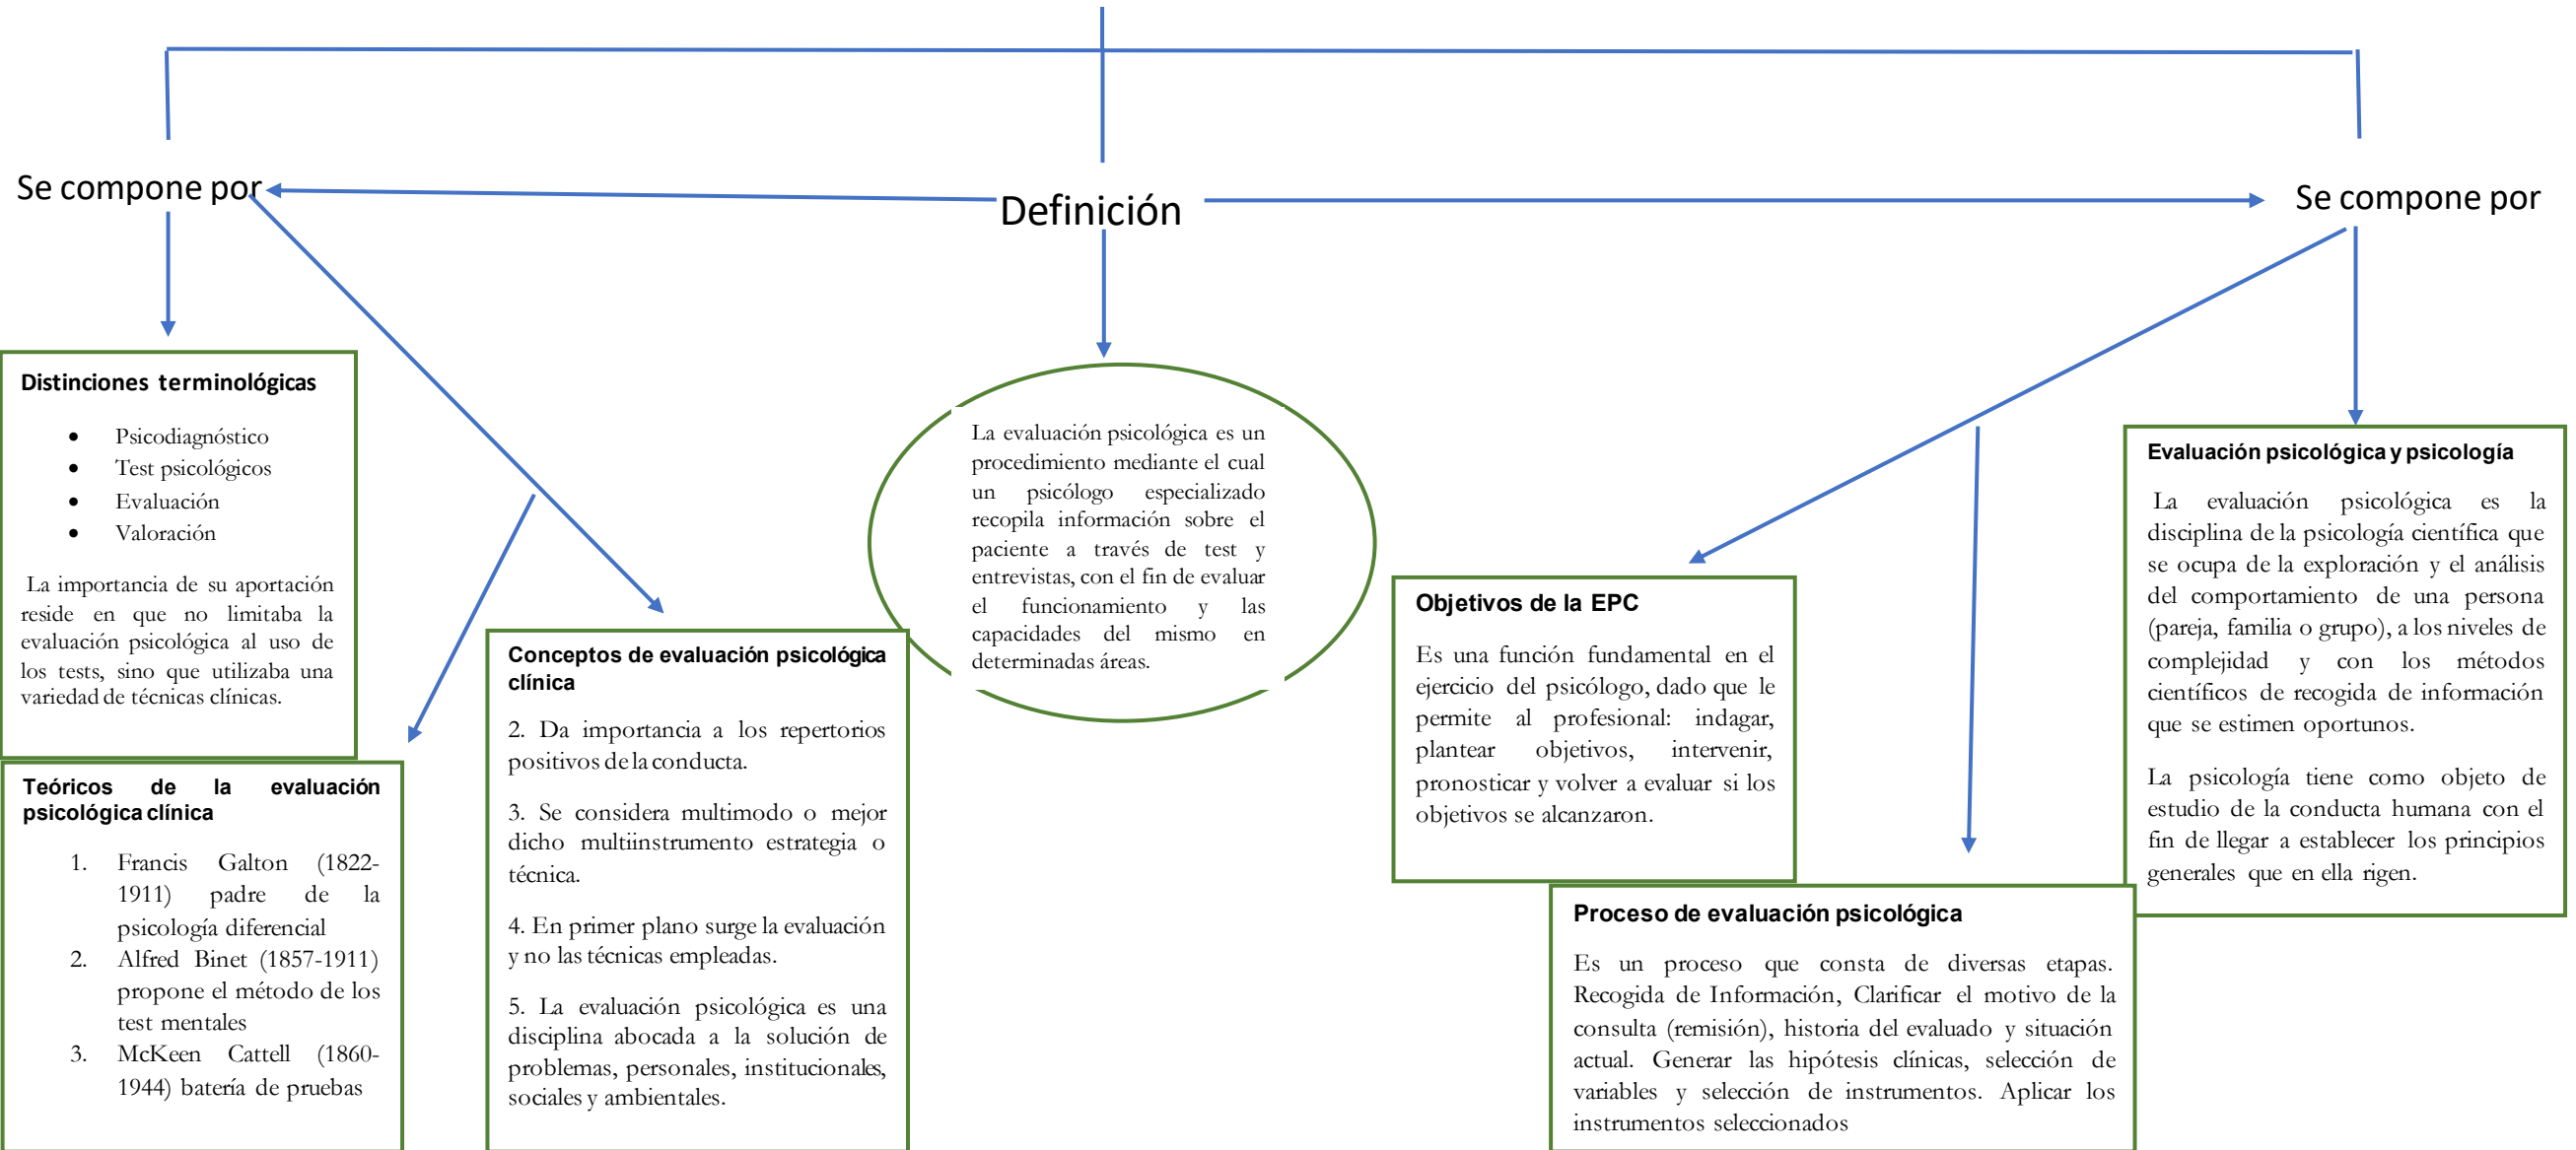 Se compone por
Definición
Se compone por
Distinciones terminológicas
• Psicodiagnóstico
• Test psicológicos
• Evaluación
• Valoración
La importancia de su aportación
reside en que no limitaba la
evaluación psicológica al uso de
los tests, sino que utilizaba una
variedad de técnicas clínicas.
Teóricos de la evaluación
psicológica clínica
1. Francis Galton (1822-
1911) padre de la
psicología diferencial
2. Alfred Binet (1857-1911)
propone el método de los
test mentales
3. McKeen Cattell (1860-
1944) batería de pruebas
Conceptos de evaluación psicológica
clínica
2. Da importancia a los repertorios
positivos de la conducta.
3. Se considera multimodo o mejor
dicho multiinstrumento estrategia o
técnica.
4. En primer plano surge la evaluación
y no las técnicas empleadas.
5. La evaluación psicológica es una
disciplina abocada a la solución de
problemas, personales, institucionales,
sociales y ambientales.
La evaluación psicológica es un
procedimiento mediante el cual
un psicólogo especializado
recopila información sobre el
paciente a través de test y
entrevistas, con el fin de evaluar
el funcionamiento y las
capacidades del mismo en
determinadas áreas.
Objetivos de la EPC
Es una función fundamental en el
ejercicio del psicólogo, dado que le
permite al profesional: indagar,
plantear objetivos, intervenir,
pronosticar y volver a evaluar si los
objetivos se alcanzaron.
Proceso de evaluación psicológica
Es un proceso que consta de diversas etapas.
Recogida de Información, Clarificar el motivo de la
consulta (remisión), historia del evaluado y situación
actual. Generar las hipótesis clínicas, selección de
variables y selección de instrumentos. Aplicar los
instrumentos seleccionados
Evaluación psicológica y psicología
La evaluación psicológica es la
disciplina de la psicología científica que
se ocupa de la exploración y el análisis
del comportamiento de una persona
(pareja, familia o grupo), a los niveles de
complejidad y con los métodos
científicos de recogida de información
que se estimen oportunos.
La psicología tiene como objeto de
estudio de la conducta humana con el
fin de llegar a establecer los principios
generales que en ella rigen.